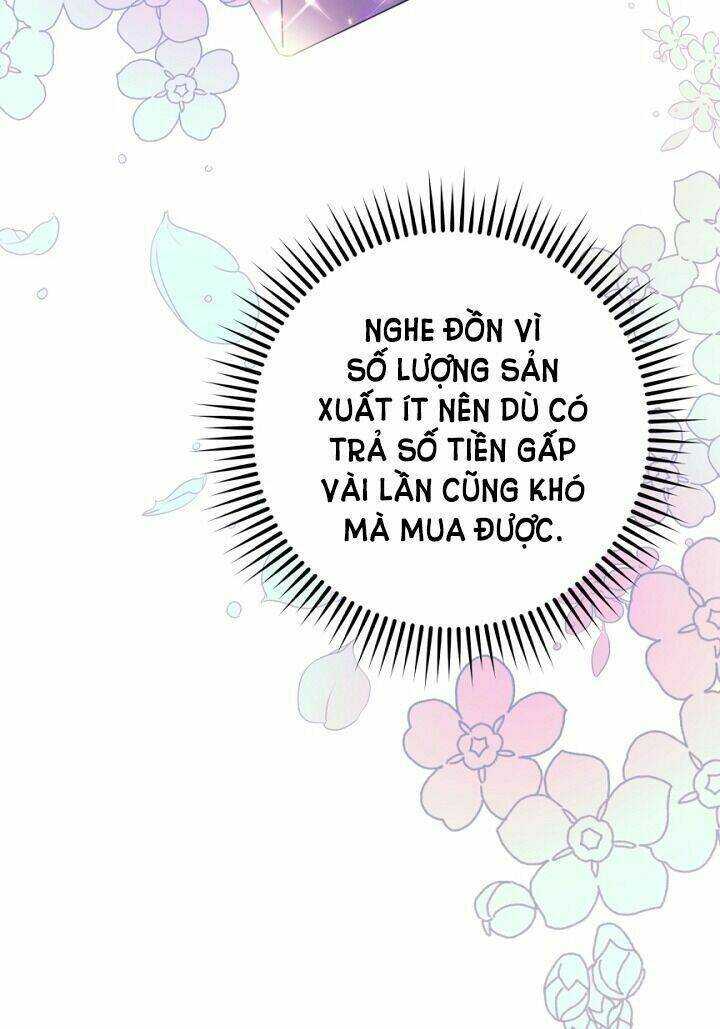 NGHE ĐỒN VÌ
SỐ LƯỢNG SẢN
XUẤT ÍT NÊN DÙ CÓ
TRẢ SỐ TIỀN GẤP
VÀI LẦN CŨNG KHÓ
MÀ MUA ĐƯỢC.